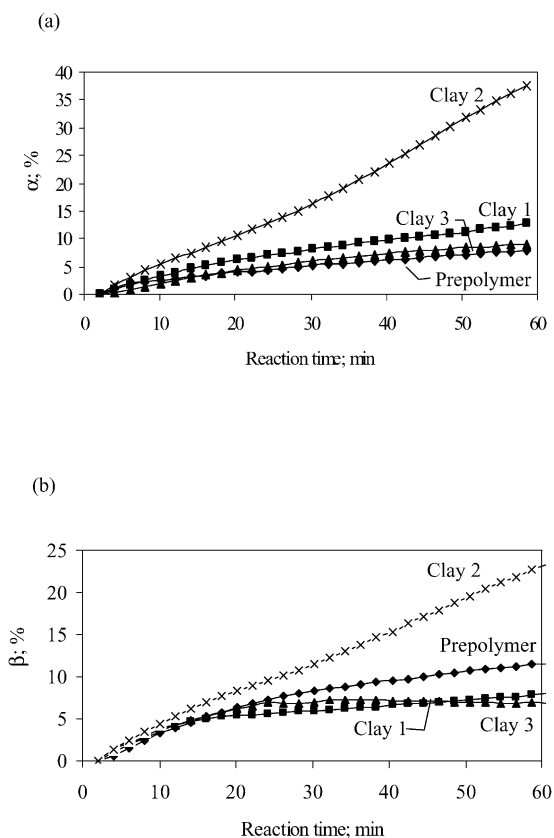 (a)
40
35
30
25
20
15
10
5
0
α; %
Clay 2
Clay 3
Clay 1
Prepolymer
0 10 20 30 40 50 60
Reaction time; min
(b)
25
20
15
10
5
0
β; %
Clay 2
Prepolymer
Clay 1
Clay 3
0 10 20 30 40 50 60
Reaction time; min